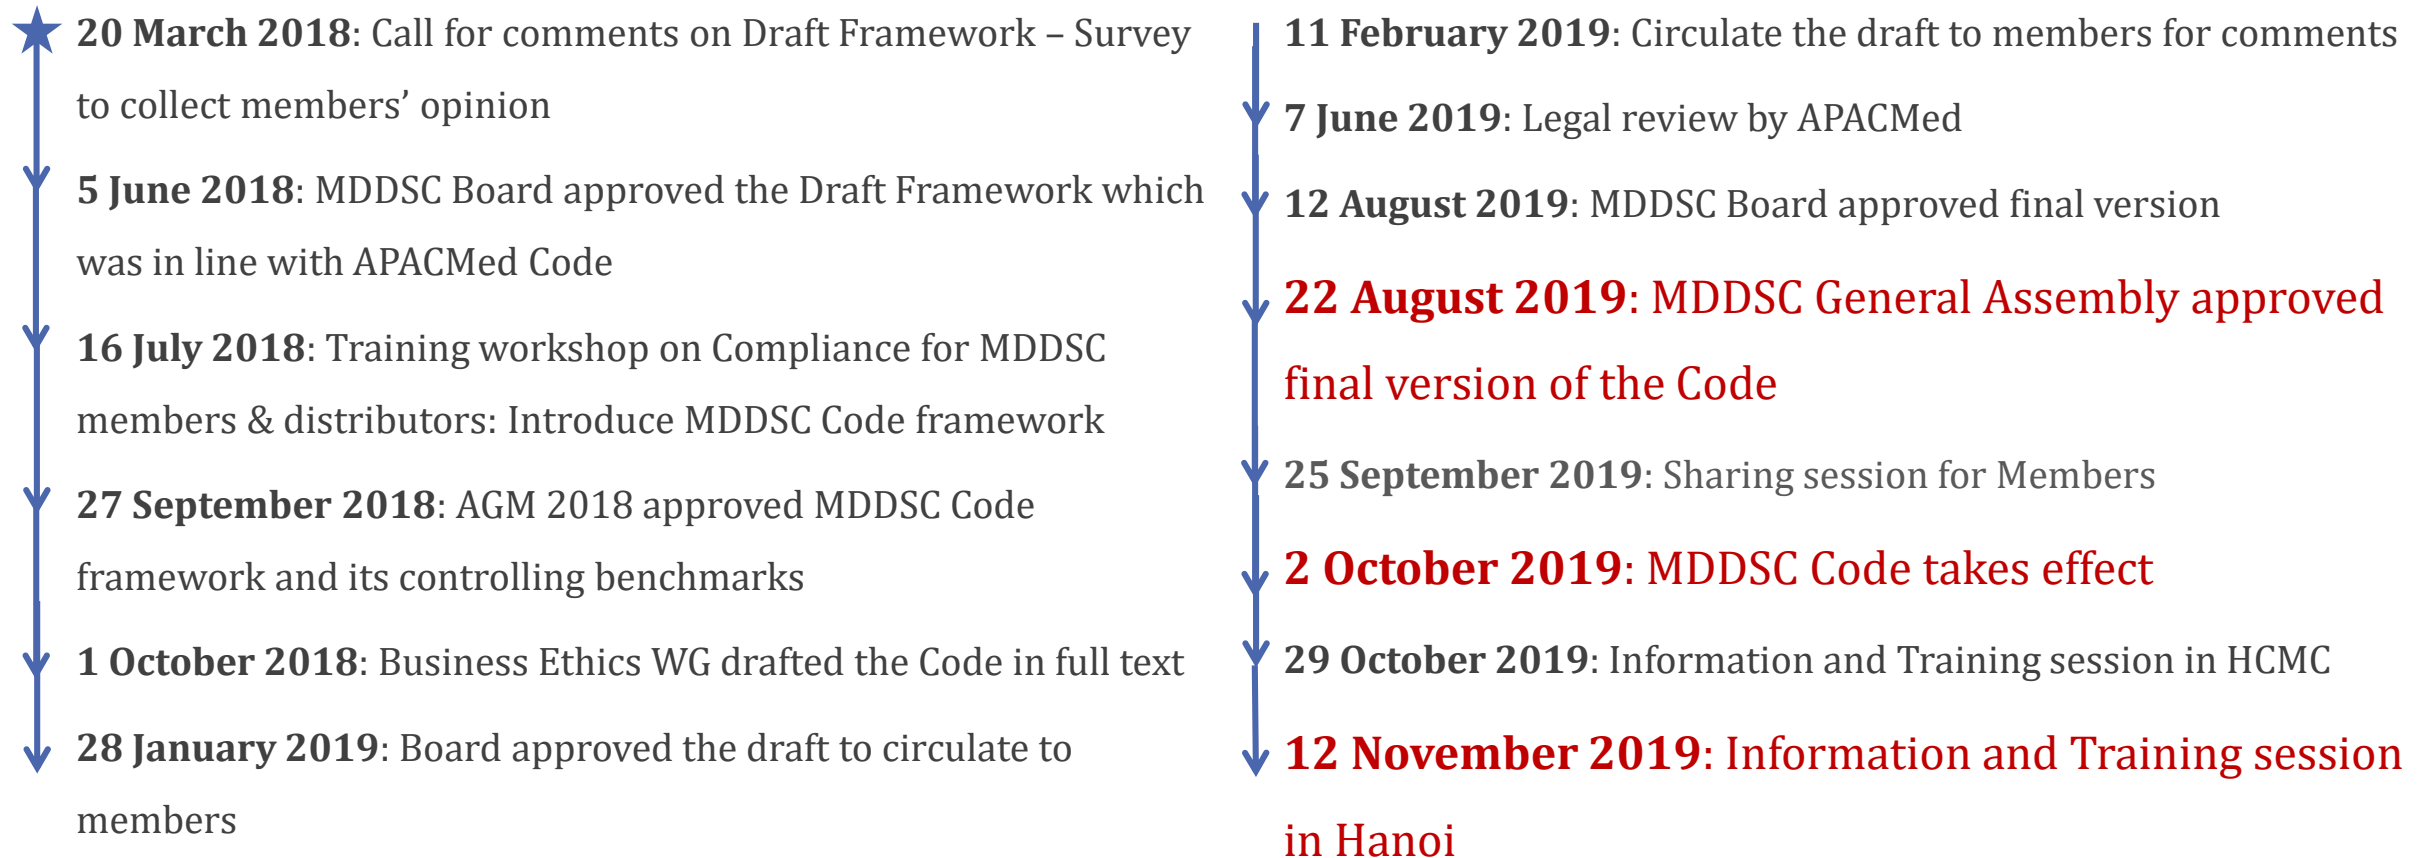 20 March 2018: Call for comments on Draft Framework – Survey
to collect members’ opinion
5 June 2018: MDDSC Board approved the Draft Framework which
was in line with APACMed Code
16 July 2018: Training workshop on Compliance for MDDSC
members & distributors: Introduce MDDSC Code framework
27 September 2018: AGM 2018 approved MDDSC Code
framework and its controlling benchmarks
1 October 2018: Business Ethics WG drafted the Code in full text
28 January 2019: Board approved the draft to circulate to
members
11 February 2019: Circulate the draft to members for comments
7 June 2019: Legal review by APACMed
12 August 2019: MDDSC Board approved final version
22 August 2019: MDDSC General Assembly approved
final version of the Code
25 September 2019: Sharing session for Members
2 October 2019: MDDSC Code takes effect
29 October 2019: Information and Training session in HCMC
12 November 2019: Information and Training session
in Hanoi